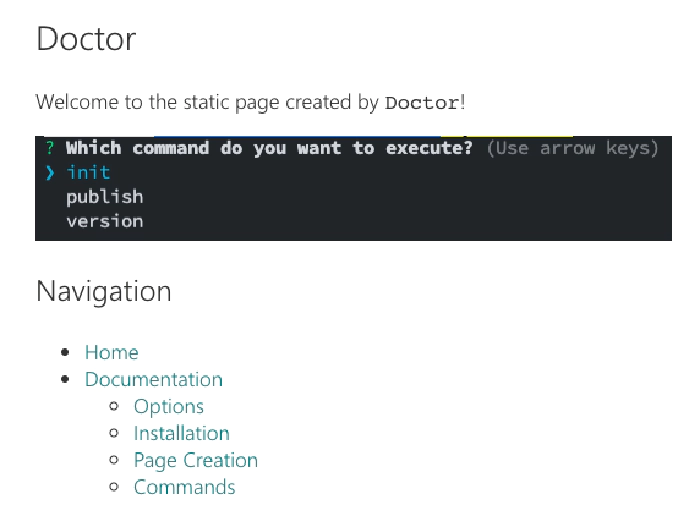 Doctor
Welcome to the static page created by Doctor!
? Which command do you want to execute? (Use arrow keys)
❯ init
publish
version
Navigation
Home
Documentation
Options
Installation
Page Creation
Commands